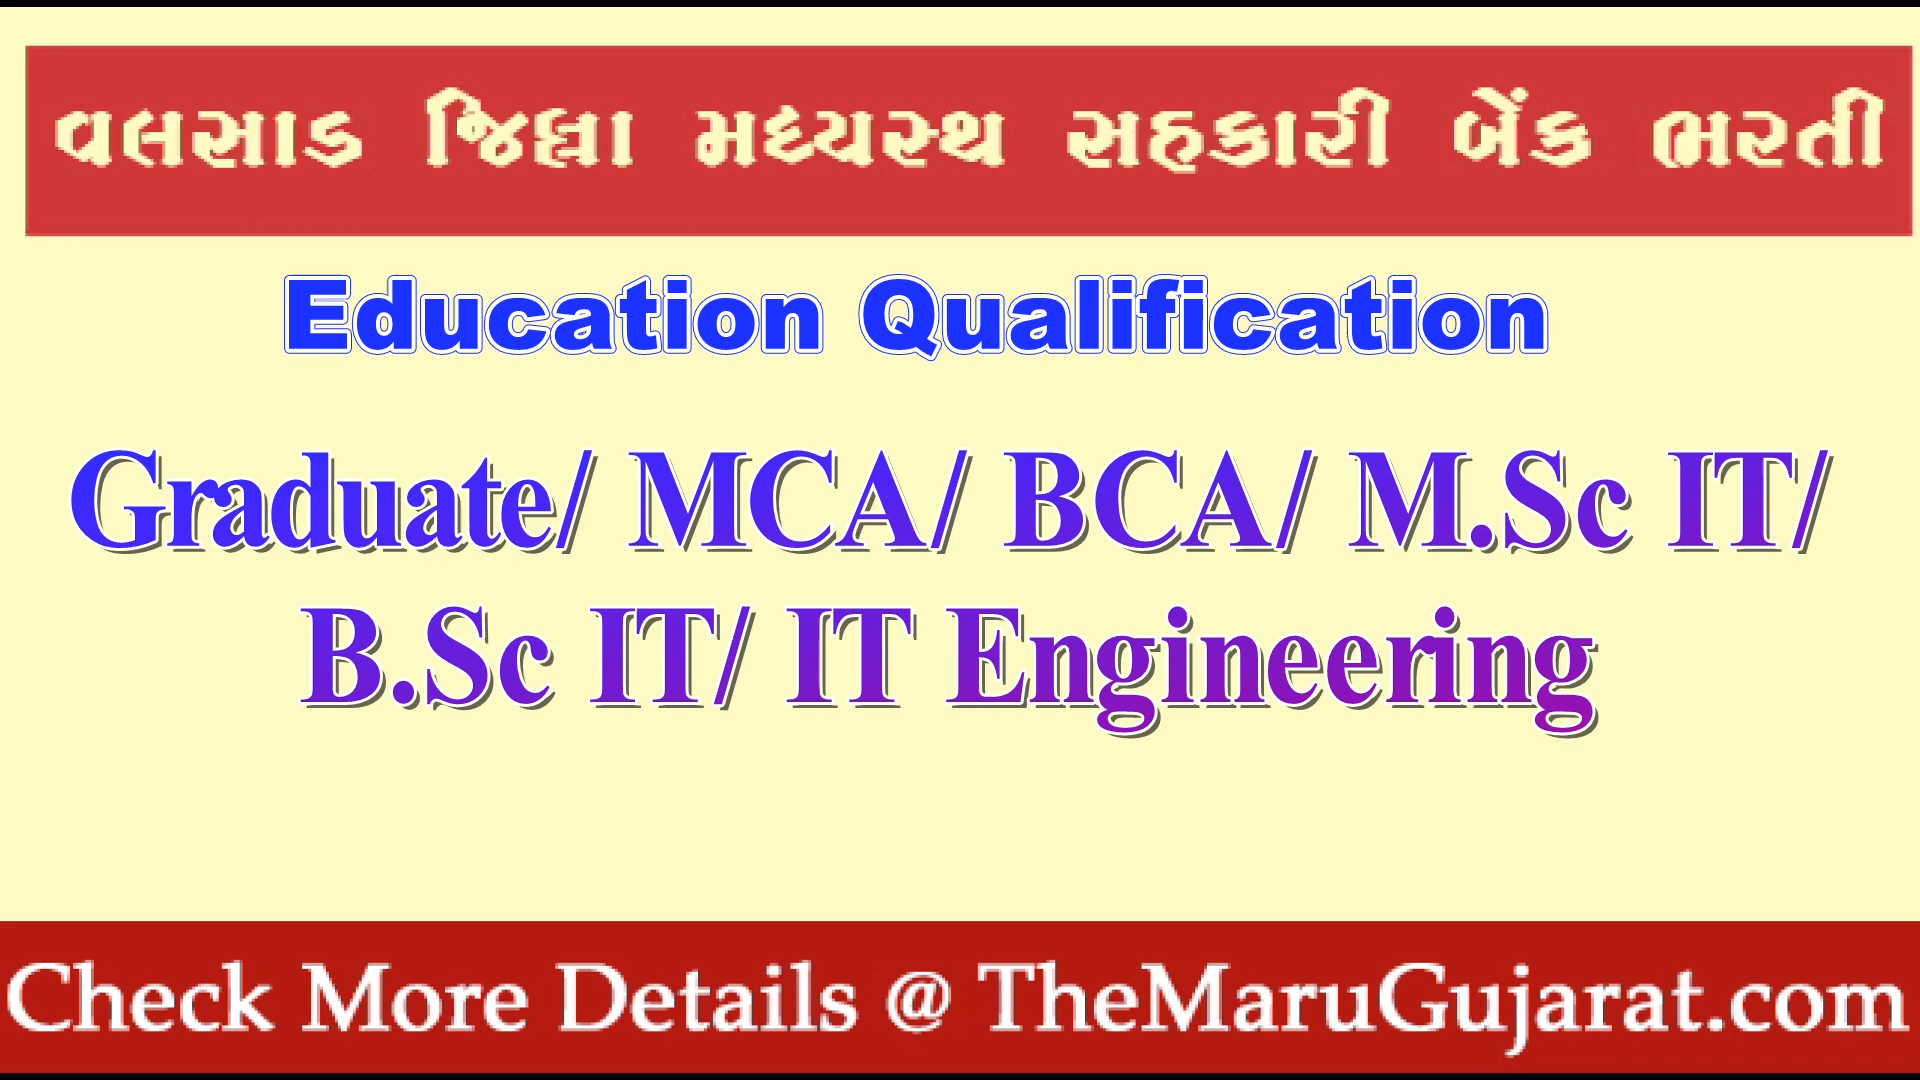 વલસાડ જિલ્લા મધ્યસ્થ સહકારી બેંક ભરતી
Education Qualification
Graduate/ MCA/ BCA/ M.Sc IT/
B.Sc IT/ IT Engineering
Check More Details @ TheMaruGujarat.com